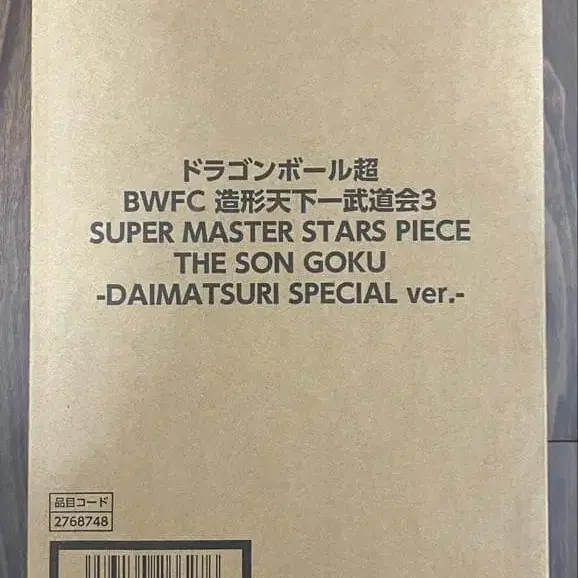 ドラゴンボール超
BWFC 造形天下一武道会3
SUPER MASTER STARS PIECE
THE SON GOKU
-DAIMATSURI SPECIAL ver.-
品目コード
2768748